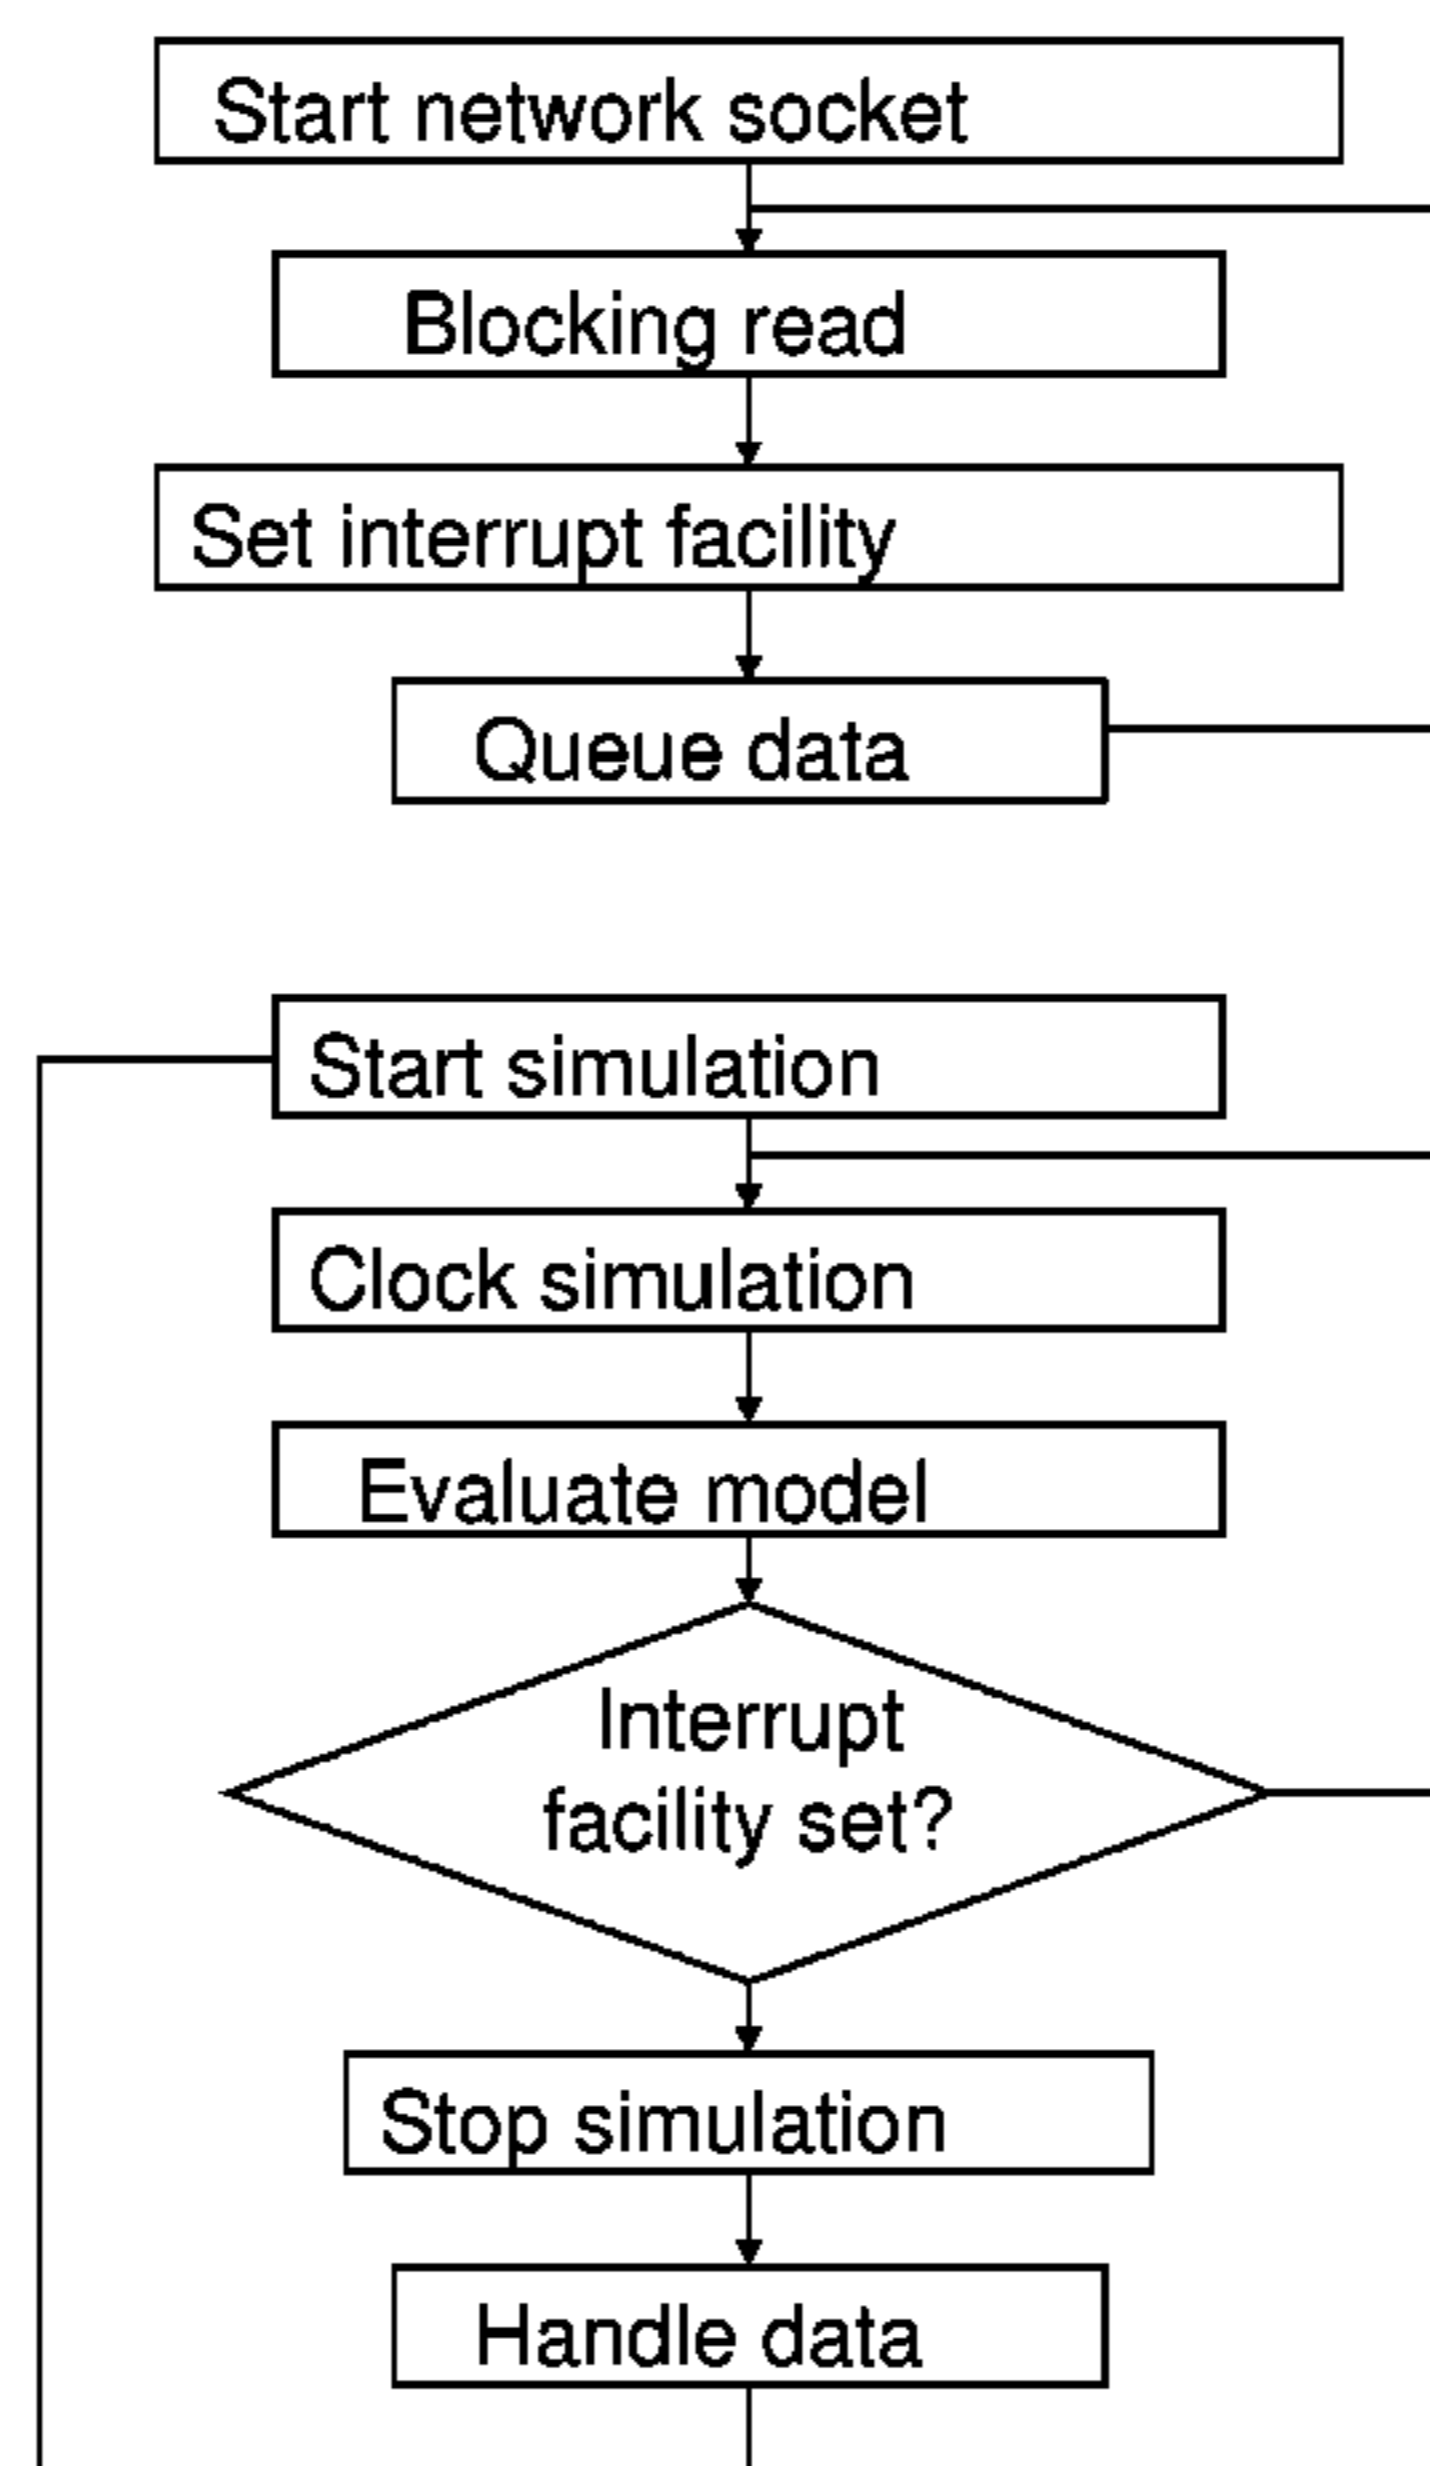 Start network socket
Blocking read
Set interrupt facility
Queue data
Start simulation
Clock simulation
Evaluate model
Interrupt
facility set?
Stop simulation
Handle data